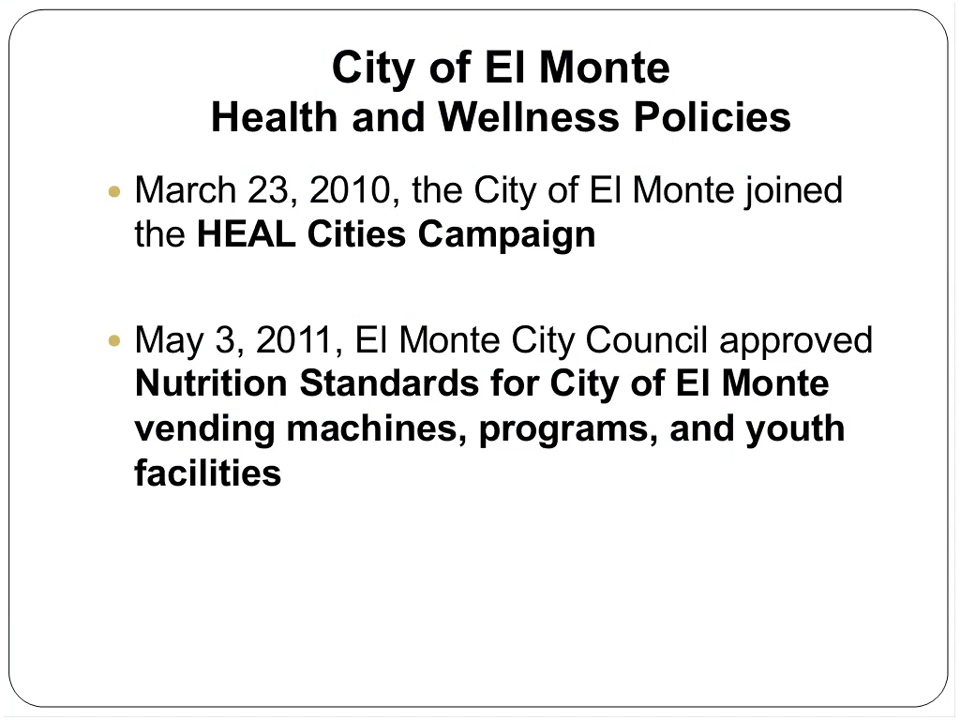 City of El Monte
Health and Wellness Policies
• March 23, 2010, the City of El Monte joined
the HEAL Cities Campaign
• May 3, 2011, El Monte City Council approved
Nutrition Standards for City of El Monte
vending machines, programs, and youth
facilities